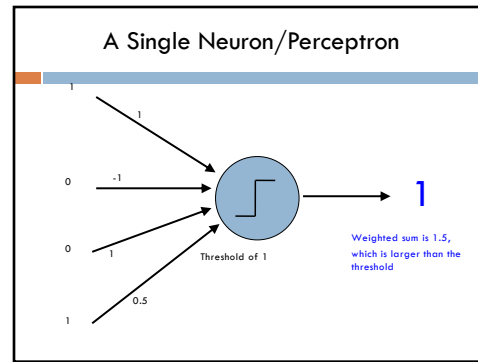 A Single Neuron/Perceptron
1
1
0
-1
0
1
1
0.5
Threshold of 1
1
Weighted sum is 1.5,
which is larger than the
threshold